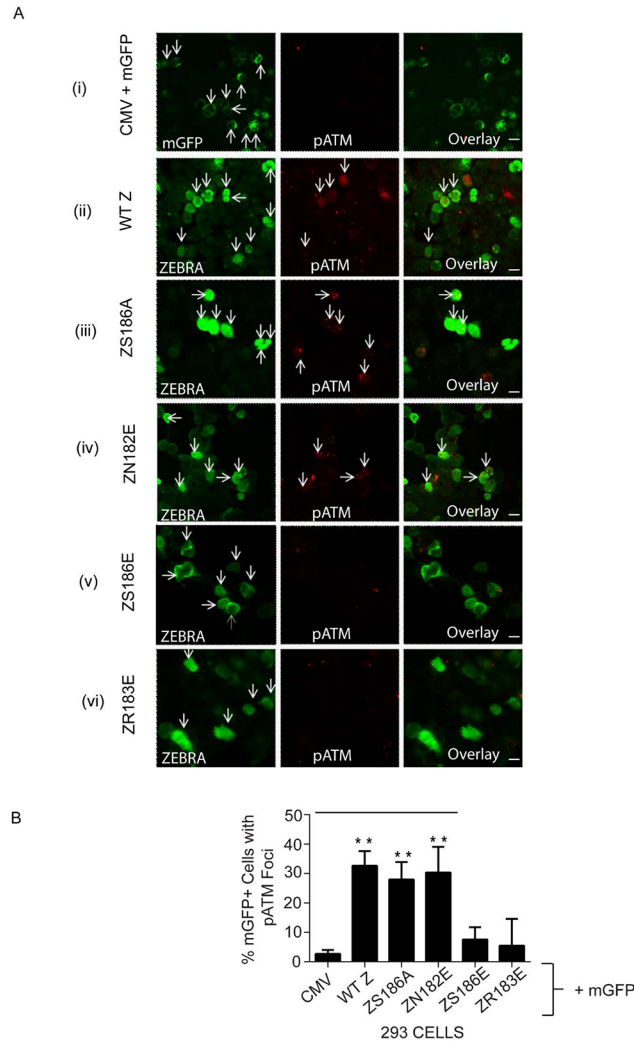 A
(i)
CMV + mGFP
mGFP
pATM
Overlay
(ii)
WT Z
ZEBRA
pATM
Overlay
(iii)
ZS186A
ZEBRA
pATM
Overlay
(iv)
ZN182E
ZEBRA
pATM
Overlay
(v)
ZS186E
ZEBRA
pATM
Overlay
(vi)
ZR183E
ZEBRA
pATM
Overlay
B
% mGFP+ Cells with
pATM Foci
50
40
30
20
10
0
* *
* *
* *
CMV
WT Z
ZS186A
ZN182E
ZS186E
ZR183E
+ mGFP
293 CELLS